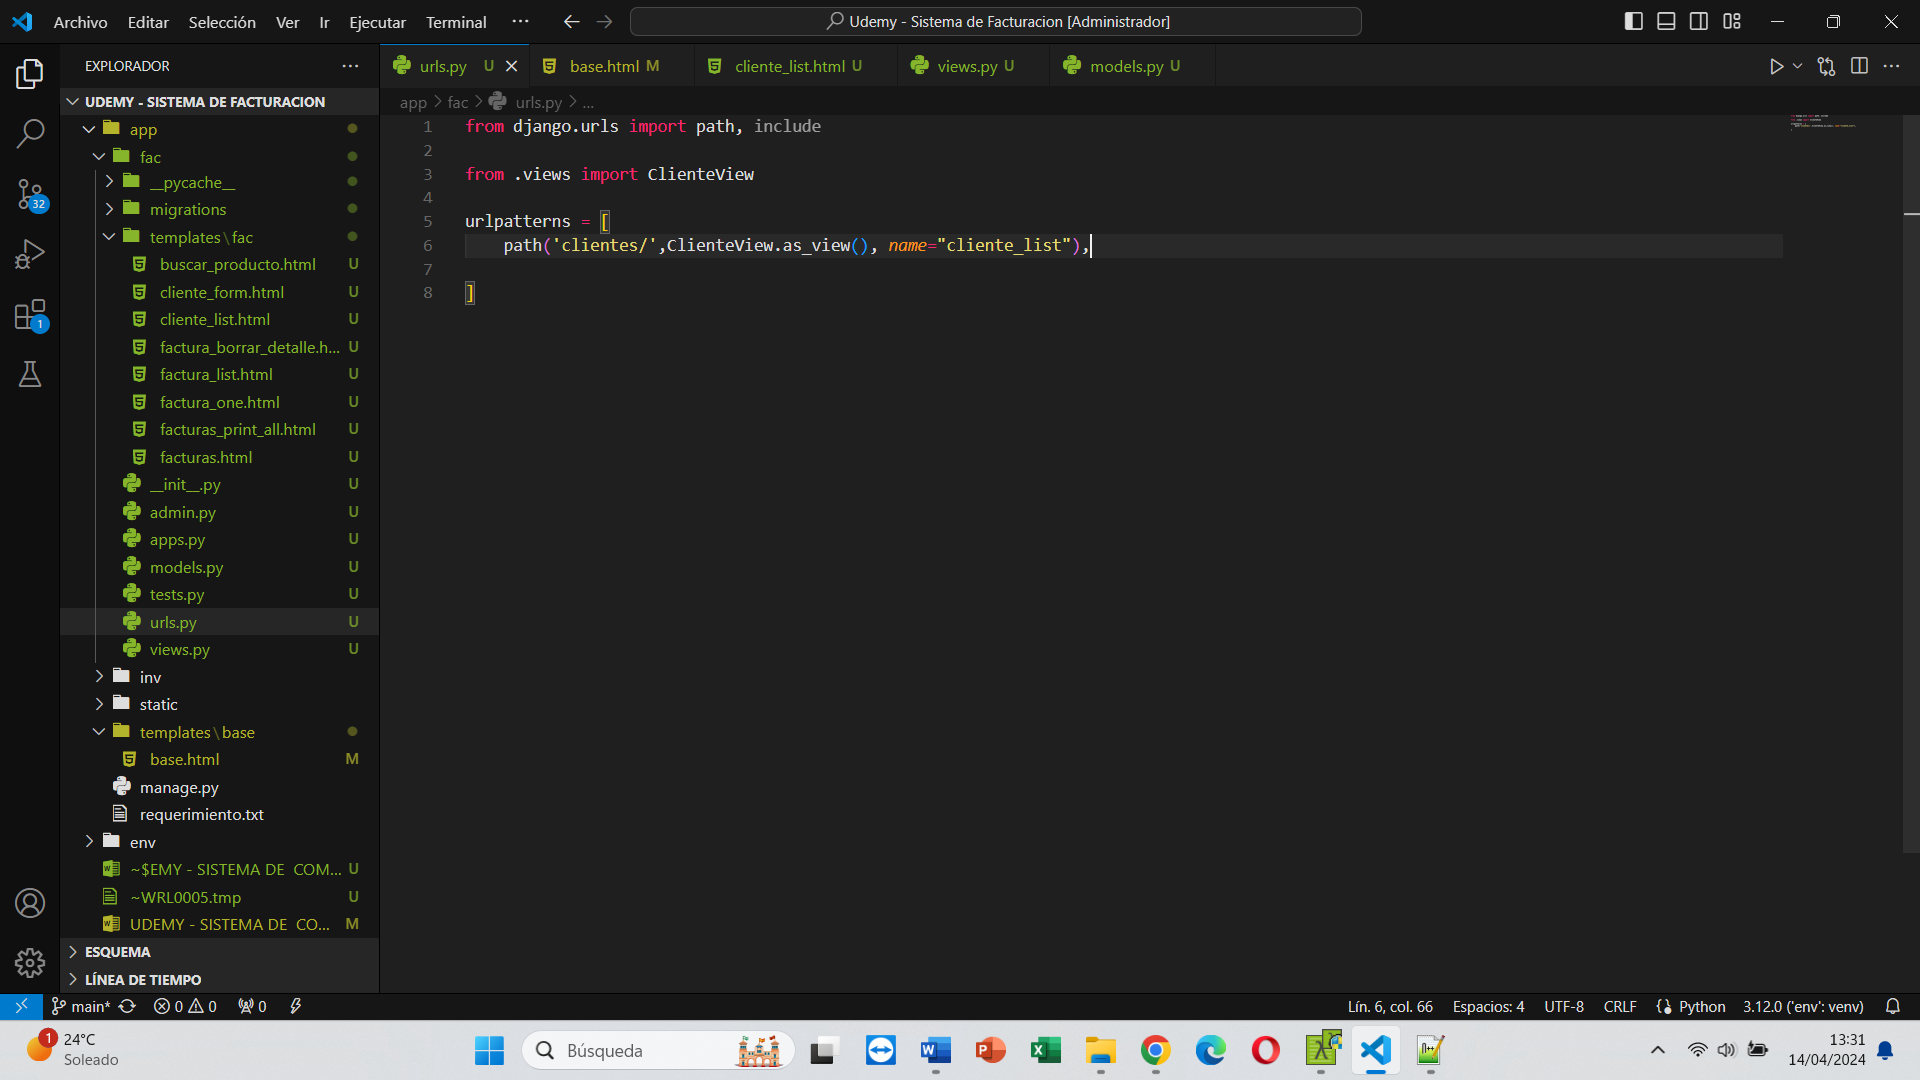 Archivo Editar Selección Ver Ir Ejecutar Terminal ··· Udemy - Sistema de Facturacion [Administrador]
EXPLORADOR ···
urls.py U base.html M cliente_list.html U views.py U models.py U
UDEMY - SISTEMA DE FACTURACION
app > fac > urls.py > ...
app
fac
__pycache__
migrations
templates\fac
buscar_producto.html U
cliente_form.html U
cliente_list.html U
factura_borrar_detalle.h... U
factura_list.html U
factura_one.html U
facturas_print_all.html U
facturas.html U
__init__.py U
admin.py U
apps.py U
models.py U
tests.py U
urls.py U
views.py U
inv
static
templates\base
base.html M
manage.py
requerimiento.txt
env
~$EMY - SISTEMA DE COM... U
~WRL0005.tmp U
UDEMY - SISTEMA DE CO... M
ESQUEMA
LÍNEA DE TIEMPO
32
1
1 from django.urls import path, include
2
3 from .views import ClienteView
4
5 urlpatterns = [
6 path('clientes/',ClienteView.as_view(), name="cliente_list"),
7
8 ]
main* 0 0 0 Lín. 6, col. 66 Espacios: 4 UTF-8 CRLF Python 3.12.0 ('env': venv)
1 24°C
Soleado
Búsqueda
13:31
14/04/2024